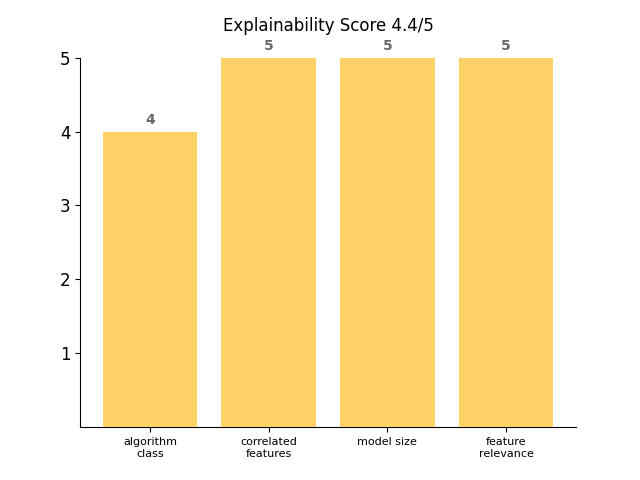 Explainability Score 4.4/5
5
5
5
4
5
4
3
2
1
algorithm
class
correlated
features
model size
feature
relevance